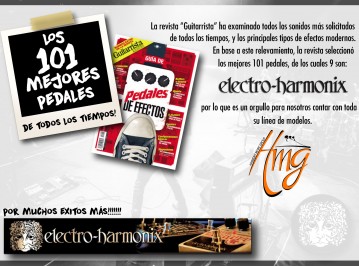 LOS
101
MEJORES
PEDALES
DE TODOS LOS TIEMPOS!
Guitarrista
GUÍA DE
Pedales
DE EFECTOS
La revista "Guitarrista" ha examinado todos los sonidos más solicitados
de todos los tiempos, y los principales tipos de efectos modernos.
En base a este relevamiento, la revista seleccionó
los mejores 101 pedales, de los cuales 9 son:
electro-harmonix
por lo que es un orgullo para nosotros contar con toda
su línea de modelos.
Hmg
POR MUCHOS EXITOS MÁS!!!!!!!
electro-harmonix